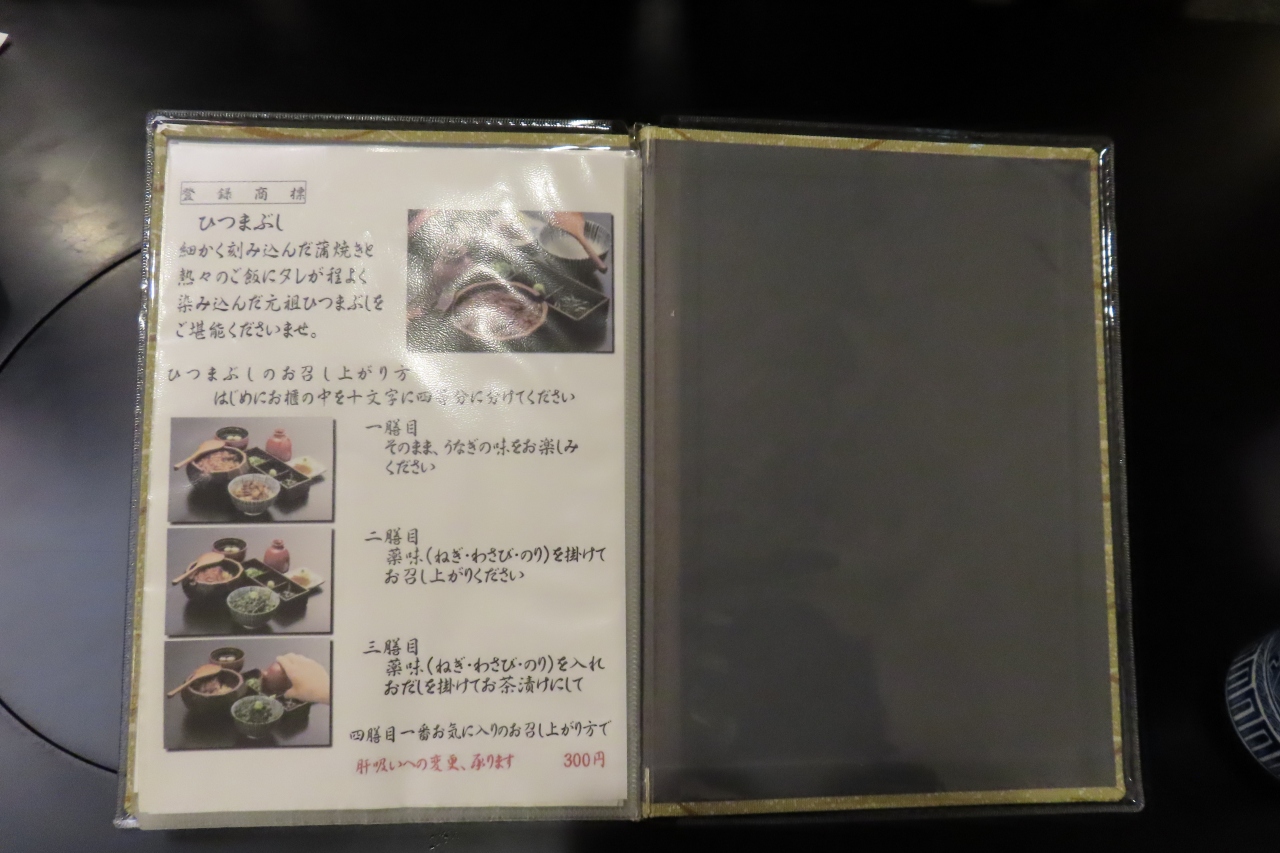 登録商標
ひつまぶし
細かく刻み込んだ蒲焼きと
熱々のご飯にタレが程よく
染み込んだ元祖ひつまぶしを
ご堪能くださいませ。
ひつまぶしのお召し上がり方
はじめにお櫃の中を十文字に四等分に分けてください
一膳目
そのまま、うなぎの味をお楽しみ
ください
二膳目
薬味(ねぎ・わさび・のり)を掛けて
お召し上がりください
三膳目
薬味(ねぎ・わさび・のり)を入れ
おだしを掛けてお茶漬けにして
四膳目一番お気に入りのお召し上がり方で
肝吸いへの変更、承ります 300円